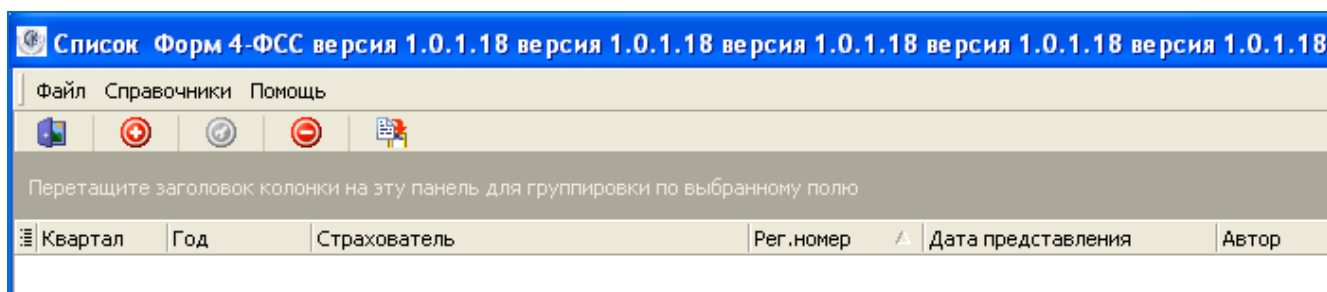 Список Форм 4-ФСС версия 1.0.1.18 версия 1.0.1.18 версия 1.0.1.18 версия 1.0.1.18 версия 1.0.1.18
Файл Справочники Помощь
Перетащите заголовок колонки на эту панель для группировки по выбранному полю
Квартал Год Страхователь Рег.номер Дата представления Автор